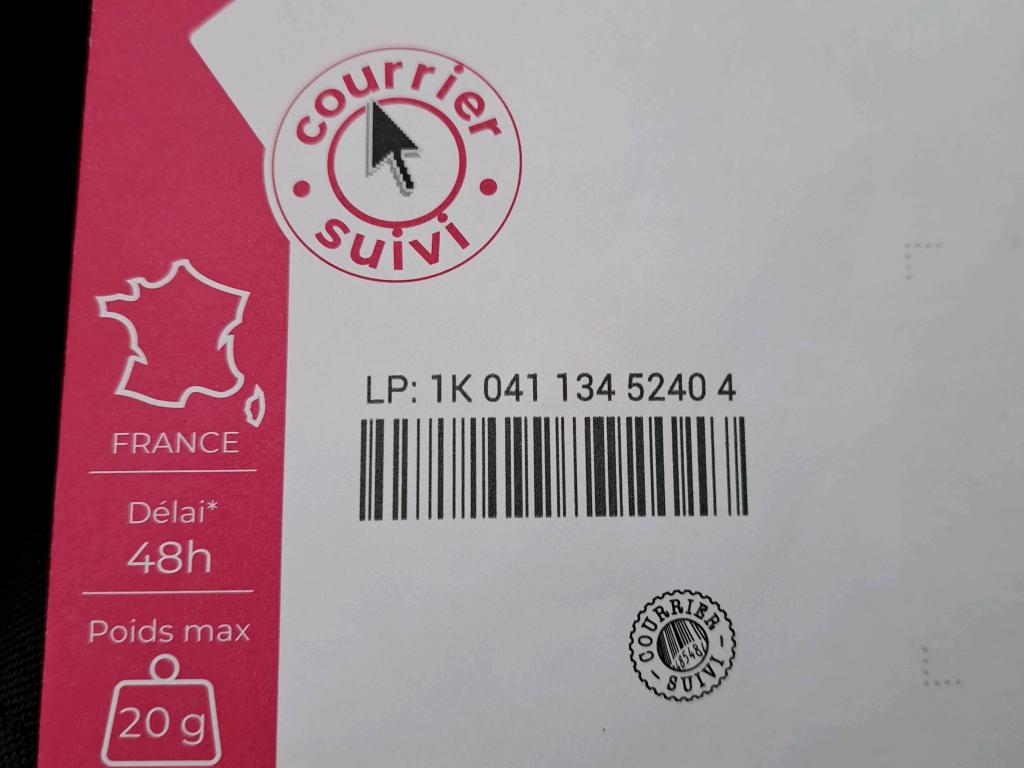 courrier
suivi
FRANCE
Délai*
48h
Poids max
20 g
LP: 1K 041 134 5240 4
COURRIER
SUIVI